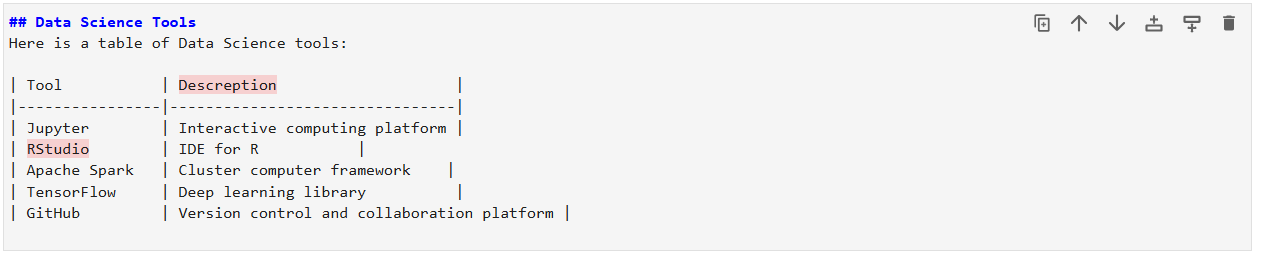 ## Data Science Tools
Here is a table of Data Science tools:
| Tool           | Descreption                    |
|----------------|--------------------------------|
| Jupyter        | Interactive computing platform |
| RStudio        | IDE for R           |
| Apache Spark   | Cluster computer framework    |
| TensorFlow     | Deep learning library          |
| GitHub         | Version control and collaboration platform |